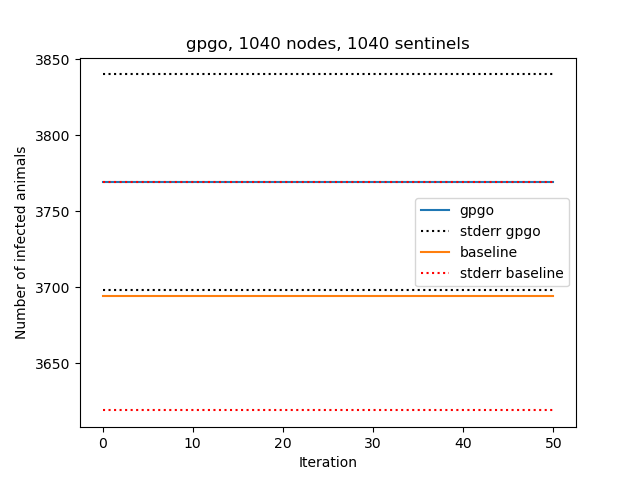 gpgo, 1040 nodes, 1040 sentinels
Number of infected animals
3850
3800
3750
3700
3650
gpgo
stderr gpgo
baseline
stderr baseline
0 10 20 30 40 50
Iteration